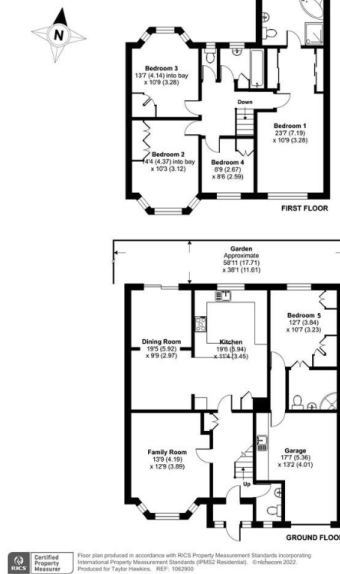 N
Bedroom 3
13'7 (4.14) into bay
x 10'9 (3.28)
Down
Bedroom 1
23'7 (7.19)
x 10'9 (3.28)
Bedroom 2
14'4 (4.37) into bay
x 10'3 (3.12)
Bedroom 4
8'9 (2.67)
x 8'6 (2.59)
FIRST FLOOR
Garden
Approximate
58'11 (17.71)
x 38'1 (11.61)
Bedroom 5
12'7 (3.84)
x 10'7 (3.23)
Dining Room
19'5 (5.92)
x 9'9 (2.97)
Kitchen
19'6 (5.94)
x 11'4 (3.45)
Family Room
13'9 (4.19)
x 12'9 (3.89)
Garage
17'7 (5.36)
x 13'2 (4.01)
Up
GROUND FLOOR
RICS
Certified
Property
Measurer
Floor plan produced in accordance with RICS Property Measurement Standards incorporating
International Property Measurement Standards (IPMS2 Residential). ©nichecom 2022.
Produced for Taylor Hawkins. REF: 1062900